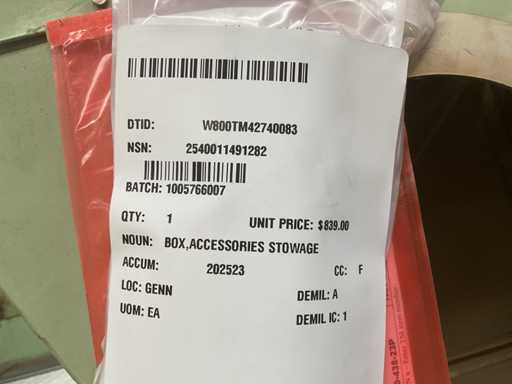 DTID: W800TM42740083
NSN: 2540011491282
BATCH: 1005766007
QTY: 1 UNIT PRICE: $839.00
NOUN: BOX,ACCESSORIES STOWAGE
ACCUM: 202523 CC: F
LOC: GENN DEMIL: A
UOM: EA DEMIL IC: 1